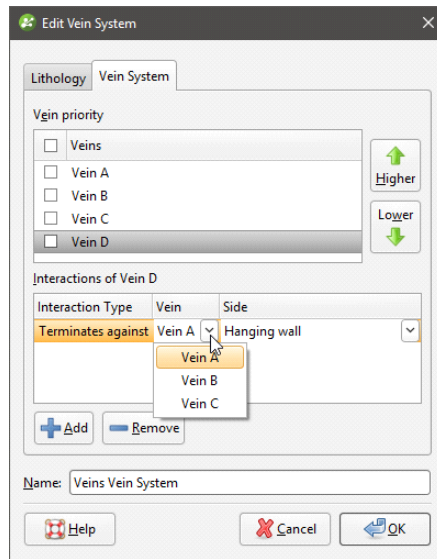 Edit Vein System
Lithology Vein System
Vein priority
Veins
Vein A
Vein B
Vein C
Vein D
Higher
Lower
Interactions of Vein D
Interaction Type Vein Side
Terminates against Vein A Hanging wall
Vein A
Vein B
Vein C
Add Remove
Name: Veins Vein System
Help Cancel OK